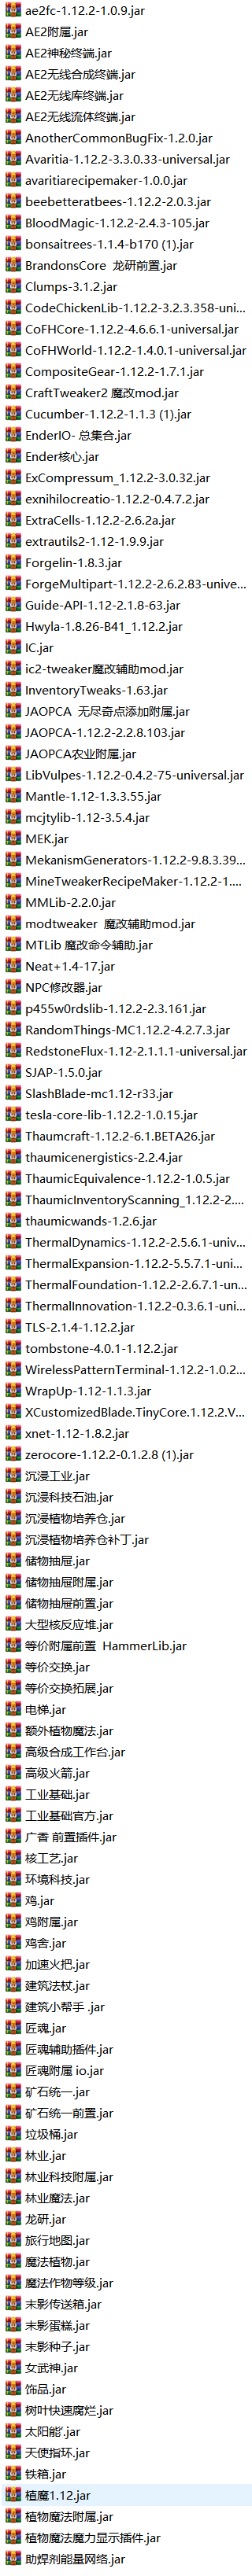 ae2fc-1.12.2-1.0.9.jar
AE2附属.jar
AE2神秘终端.jar
AE2无线合成终端.jar
AE2无线库终端.jar
AE2无线流体终端.jar
AnotherCommonBugFix-1.2.0.jar
Avaritia-1.12.2-3.3.0.33-universal.jar
avaritiarecipemaker-1.0.0.jar
beebetteratbees-1.12.2-2.0.3.jar
BloodMagic-1.12.2-2.4.3-105.jar
bonsaitrees-1.1.4-b170 (1).jar
BrandonsCore  龙研前置.jar
Clumps-3.1.2.jar
CodeChickenLib-1.12.2-3.2.3.358-uni...
CoFHCore-1.12.2-4.6.6.1-universal.jar
CoFHWorld-1.12.2-1.4.0.1-universal.jar
CompositeGear-1.12.2-1.7.1.jar
CraftTweaker2 魔改mod.jar
Cucumber-1.12.2-1.1.3 (1).jar
EnderIO- 总集合.jar
Ender核心.jar
ExCompressum_1.12.2-3.0.32.jar
exnihilocreatio-1.12.2-0.4.7.2.jar
ExtraCells-1.12.2-2.6.2a.jar
extrautils2-1.12-1.9.9.jar
Forgelin-1.8.3.jar
ForgeMultipart-1.12.2-2.6.2.83-unive...
Guide-API-1.12-2.1.8-63.jar
Hwyla-1.8.26-B41_1.12.2.jar
IC.jar
ic2-tweaker魔改辅助mod.jar
InventoryTweaks-1.63.jar
JAOPCA  无尽奇点添加附属.jar
JAOPCA-1.12.2-2.2.8.103.jar
JAOPCA农业附属.jar
LibVulpes-1.12.2-0.4.2-75-universal.jar
Mantle-1.12-1.3.3.55.jar
mcjtylib-1.12-3.5.4.jar
MEK.jar
MekanismGenerators-1.12.2-9.8.3.39...
MineTweakerRecipeMaker-1.12.2-1....
MMLib-2.2.0.jar
modtweaker  魔改辅助mod.jar
MTLib 魔改命令辅助.jar
Neat+1.4-17.jar
NPC修改器.jar
p455w0rdslib-1.12.2-2.3.161.jar
RandomThings-MC1.12.2-4.2.7.3.jar
RedstoneFlux-1.12-2.1.1.1-universal.jar
SJAP-1.5.0.jar
SlashBlade-mc1.12-r33.jar
tesla-core-lib-1.12.2-1.0.15.jar
Thaumcraft-1.12.2-6.1.BETA26.jar
thaumicenergistics-2.2.4.jar
ThaumicEquivalence-1.12.2-1.0.5.jar
ThaumicInventoryScanning_1.12.2-2....
thaumicwands-1.2.6.jar
ThermalDynamics-1.12.2-2.5.6.1-univ...
ThermalExpansion-1.12.2-5.5.7.1-uni...
ThermalFoundation-1.12.2-2.6.7.1-un...
ThermalInnovation-1.12.2-0.3.6.1-uni...
TLS-2.1.4-1.12.2.jar
tombstone-4.0.1-1.12.2.jar
WirelessPatternTerminal-1.12.2-1.0.2...
WrapUp-1.12-1.1.3.jar
XCustomizedBlade.TinyCore.1.12.2.V...
xnet-1.12-1.8.2.jar
zerocore-1.12.2-0.1.2.8 (1).jar
沉浸工业.jar
沉浸科技石油.jar
沉浸植物培养仓.jar
沉浸植物培养仓补丁.jar
储物抽屉.jar
储物抽屉附属.jar
储物抽屉前置.jar
大型核反应堆.jar
等价附属前置  HammerLib.jar
等价交换.jar
等价交换拓展.jar
电梯.jar
额外植物魔法.jar
高级合成工作台.jar
高级火箭.jar
工业基础.jar
工业基础官方.jar
广香 前置插件.jar
核工艺.jar
环境科技.jar
鸡.jar
鸡附属.jar
鸡舍.jar
加速火把.jar
建筑法杖.jar
建筑小帮手 .jar
匠魂.jar
匠魂辅助插件.jar
匠魂附属 io.jar
矿石统一.jar
矿石统一前置.jar
垃圾桶.jar
林业.jar
林业科技附属.jar
林业魔法.jar
龙研.jar
旅行地图.jar
魔法植物.jar
魔法作物等级.jar
末影传送箱.jar
末影蛋糕.jar
末影种子.jar
女武神.jar
饰品.jar
树叶快速腐烂.jar
太阳能'.jar
天使指环.jar
铁箱.jar
植魔1.12.jar
植物魔法附属.jar
植物魔法魔力显示插件.jar
助焊剂能量网络.jar